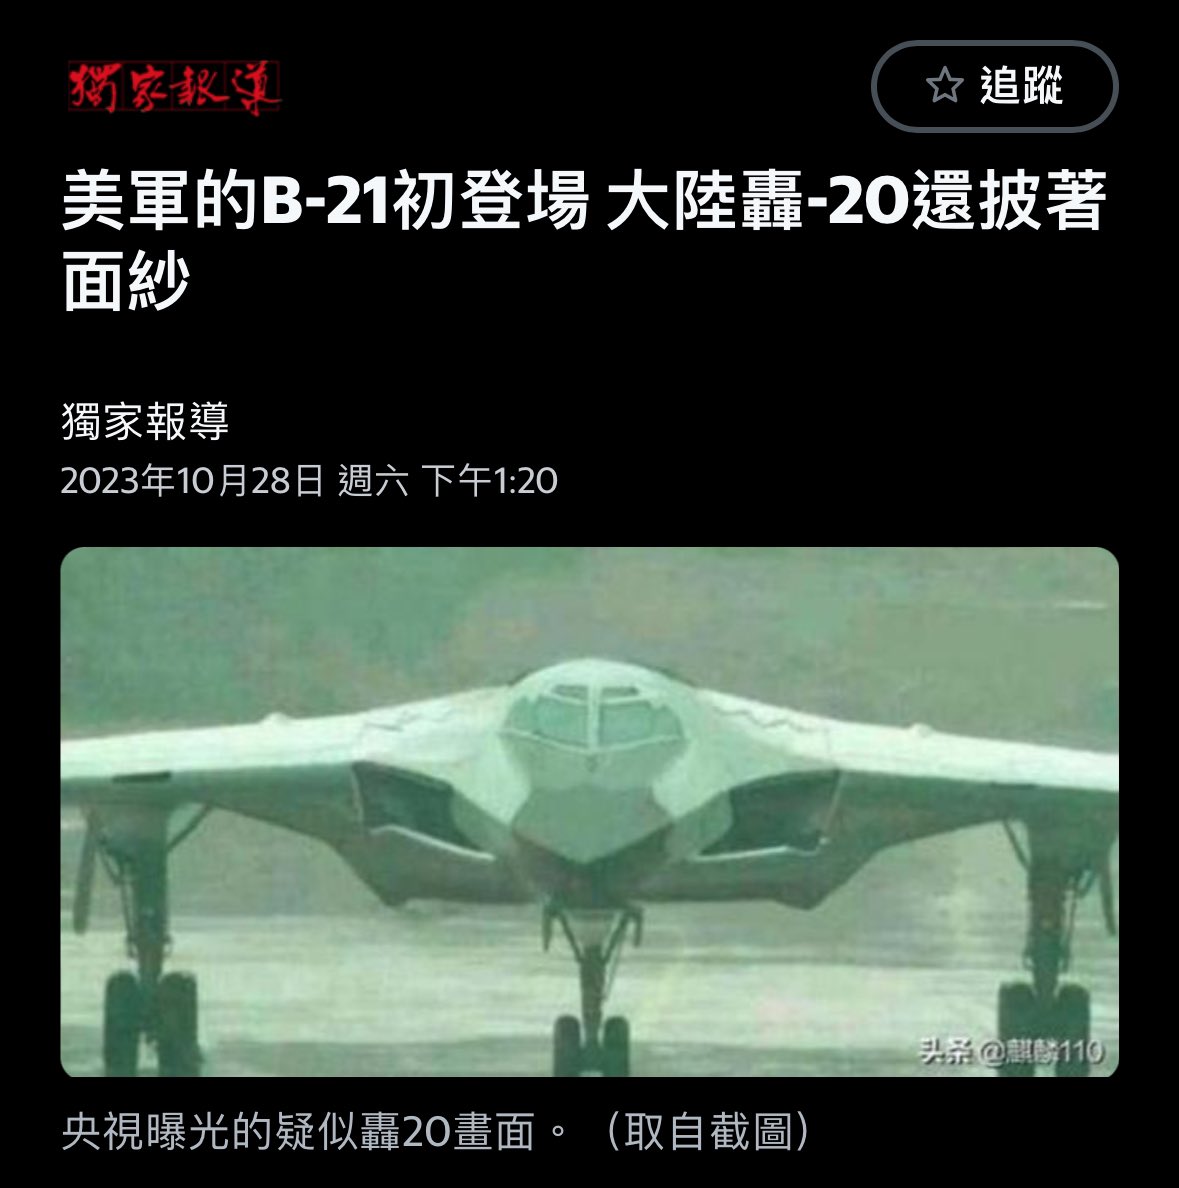 獨家報導
追蹤
美軍的B-21初登場 大陸轟-20還披著
面紗
獨家報導
2023年10月28日 週六 下午1:20
头条 @麒麟110
央視曝光的疑似轟20畫面。（取自截圖）